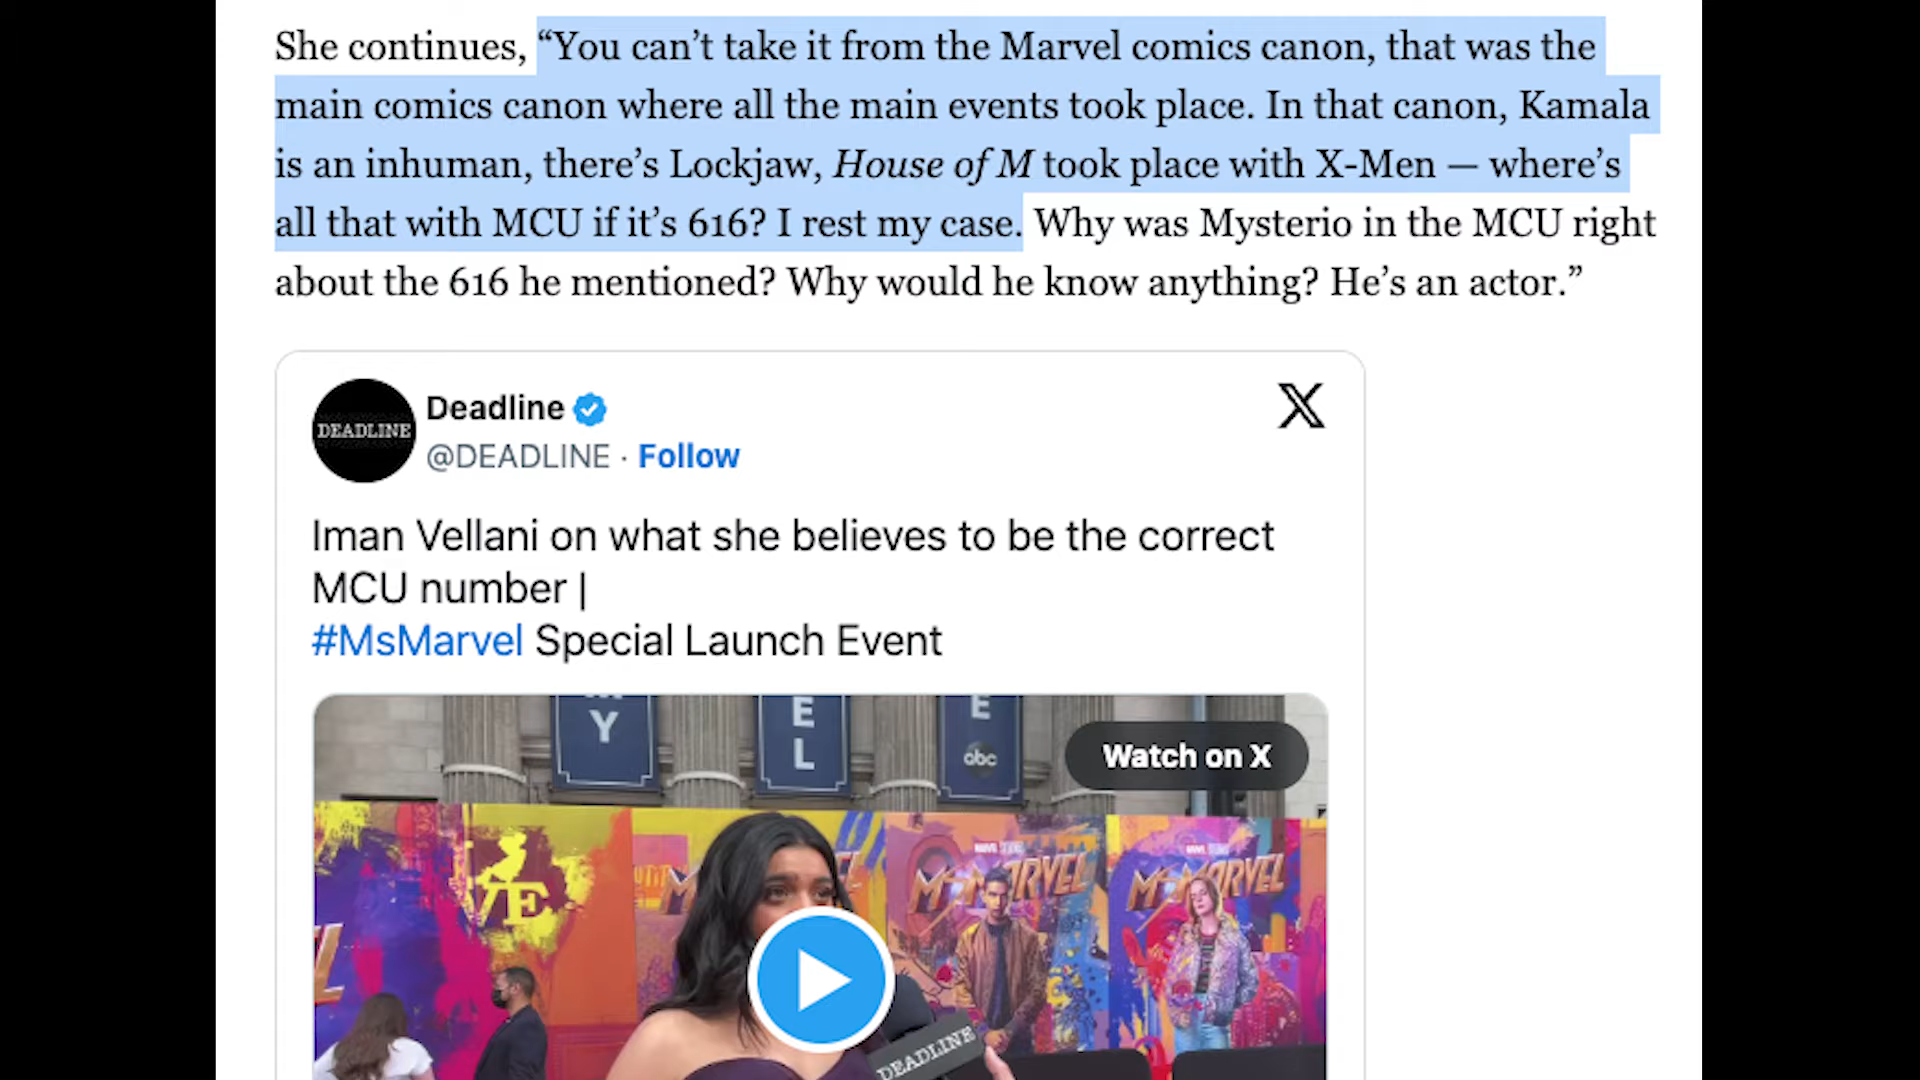 She continues, “You can’t take it from the Marvel comics canon, that was the
main comics canon where all the main events took place. In that canon, Kamala
is an inhuman, there’s Lockjaw, House of M took place with X-Men — where’s
all that with MCU if it’s 616? I rest my case. Why was Mysterio in the MCU right
about the 616 he mentioned? Why would he know anything? He’s an actor.”
DEADLINE
Deadline
@DEADLINE · Follow
Iman Vellani on what she believes to be the correct
MCU number |
#MsMarvel Special Launch Event
Y
E
L
E
abc
Watch on X
MS MARVEL
MS MARVEL
DEADLINE